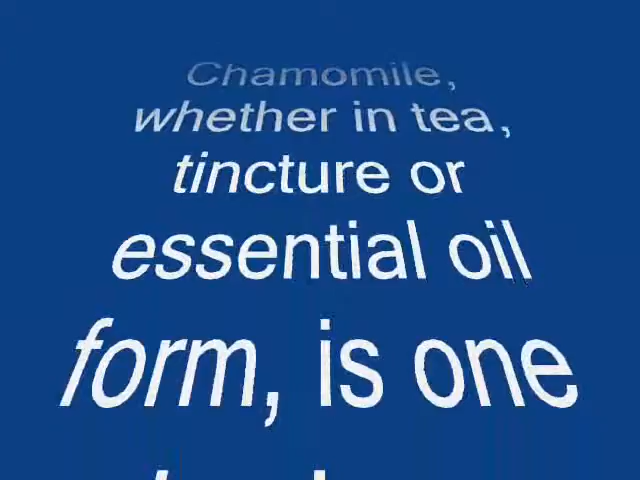 Chamomile,
whether in tea,
tincture or
essential oil
form, is one